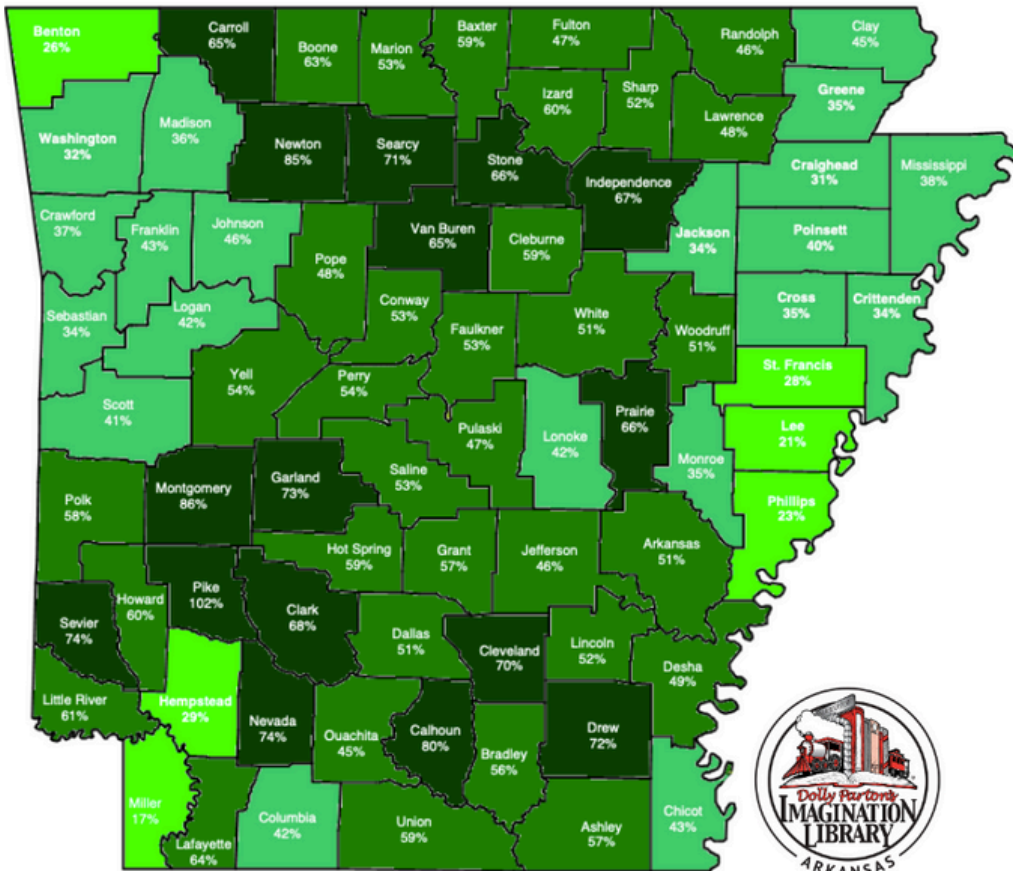 Benton
26%
Carroll
65%
Boone
63%
Marion
53%
Baxter
59%
Fulton
47%
Randolph
46%
Clay
45%
Washington
32%
Madison
36%
Newton
85%
Searcy
71%
Stone
66%
Izard
60%
Sharp
52%
Lawrence
48%
Greene
35%
Independence
67%
Craighead
31%
Mississippi
38%
Crawford
37%
Franklin
43%
Johnson
46%
Pope
48%
Van Buren
65%
Cleburne
59%
Jackson
34%
Poinsett
40%
Sebastian
34%
Logan
42%
Conway
53%
Faulkner
53%
White
51%
Woodruff
51%
Cross
35%
Crittenden
34%
Scott
41%
Yell
54%
Perry
54%
Pulaski
47%
Lonoke
42%
Prairie
66%
Monroe
35%
St. Francis
28%
Lee
21%
Phillips
23%
Polk
58%
Montgomery
86%
Garland
73%
Saline
53%
Hot Spring
59%
Grant
57%
Jefferson
46%
Arkansas
51%
Sevier
74%
Howard
60%
Pike
102%
Clark
68%
Dallas
51%
Cleveland
70%
Lincoln
52%
Desha
49%
Little River
61%
Hempstead
29%
Nevada
74%
Ouachita
45%
Calhoun
80%
Bradley
56%
Drew
72%
Miller
17%
Lafayette
64%
Columbia
42%
Union
59%
Ashley
57%
Chicot
43%
Dolly Parton's
IMAGINATION
LIBRARY
ARKANSAS